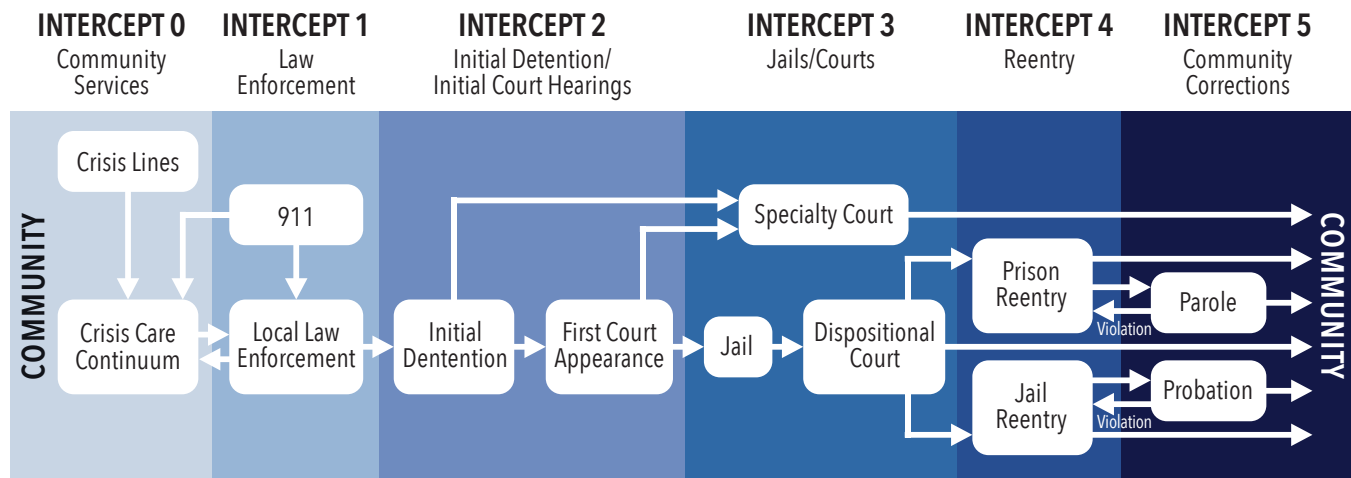 INTERCEPT 0
Community
Services
INTERCEPT 1
Law
Enforcement
INTERCEPT 2
Initial Detention/
Initial Court Hearings
INTERCEPT 3
Jails/Courts
INTERCEPT 4
Reentry
INTERCEPT 5
Community
Corrections
COMMUNITY
Crisis Lines
Crisis Care
Continuum
911
Local Law
Enforcement
Initial
Dentention
First Court
Appearance
Specialty Court
Jail
Dispositional
Court
Prison
Reentry
Violation
Parole
Jail
Reentry
Violation
Probation
COMMUNITY